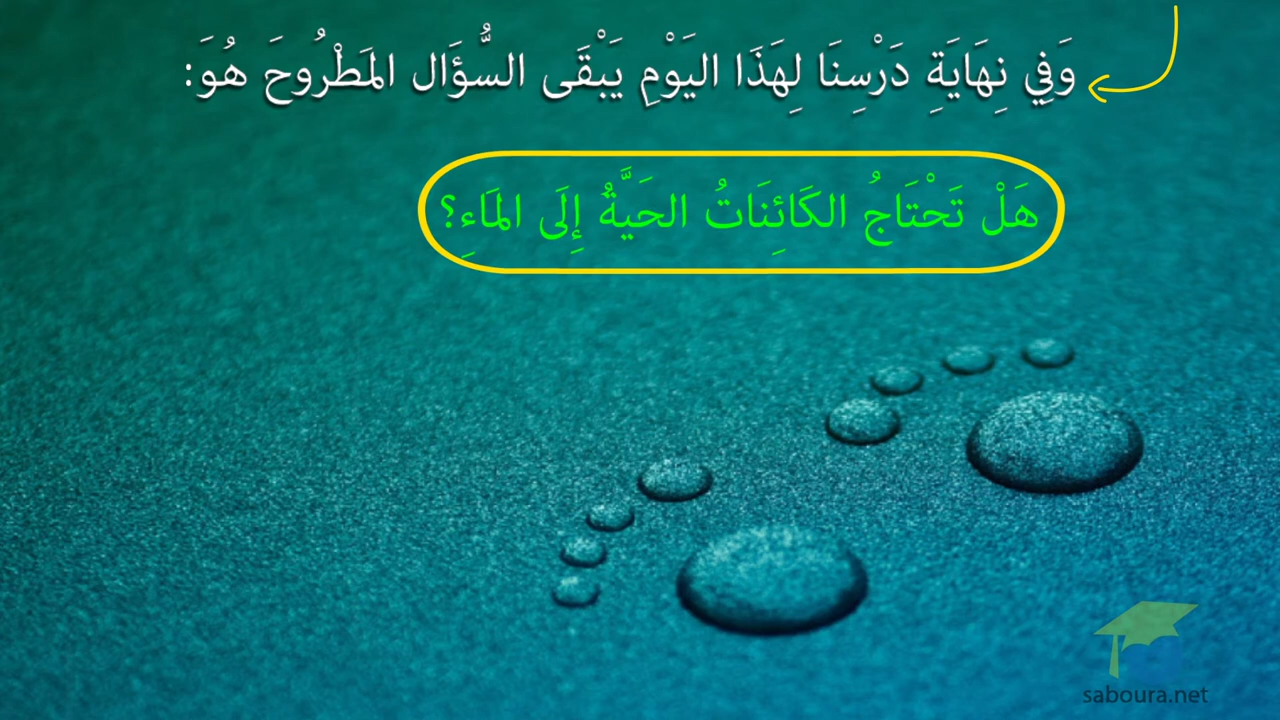 وَفِي نِهَايَةِ دَرْسِنَا لِهَذَا اليَوْمِ يَبْقَى السُّؤَال المَطْرُوحَ هُوَ:
هَلْ تَحْتَاجُ الكَائِنَاتُ الحَيَّةُ إِلَى المَاءِ؟
saboura.net